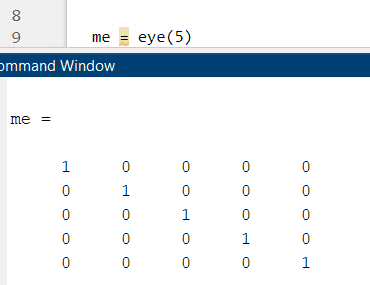 8
9 me = eye(5)
ommand Window
me =
1 0 0 0 0
0 1 0 0 0
0 0 1 0 0
0 0 0 1 0
0 0 0 0 1